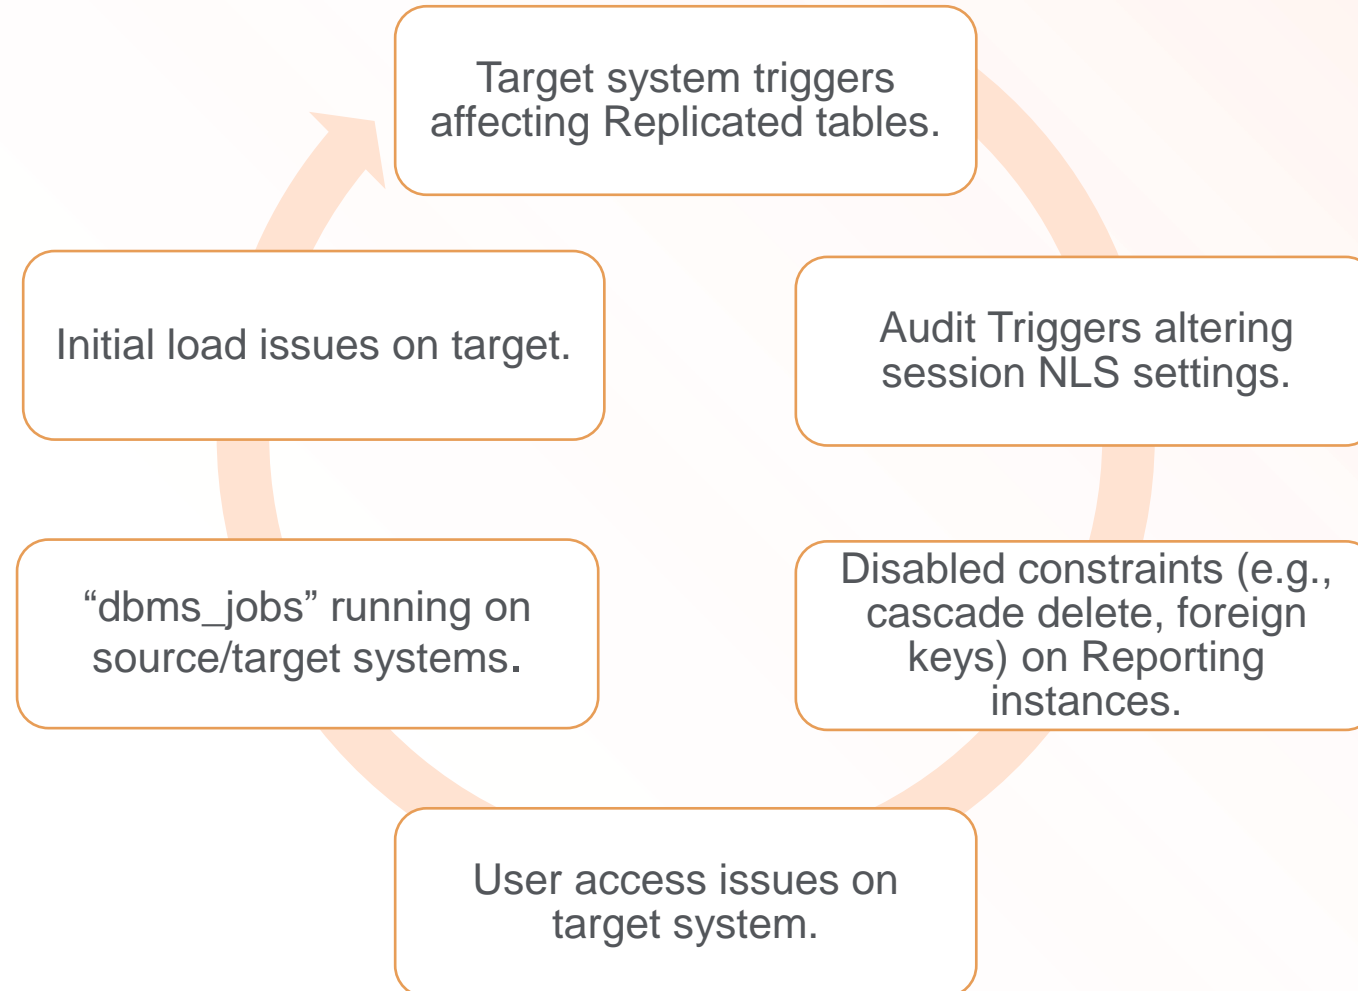 Target system triggers
affecting Replicated tables.
Audit Triggers altering
session NLS settings.
Disabled constraints (e.g.,
cascade delete, foreign
keys) on Reporting
instances.
User access issues on
target system.
“dbms_jobs” running on
source/target systems.
Initial load issues on target.